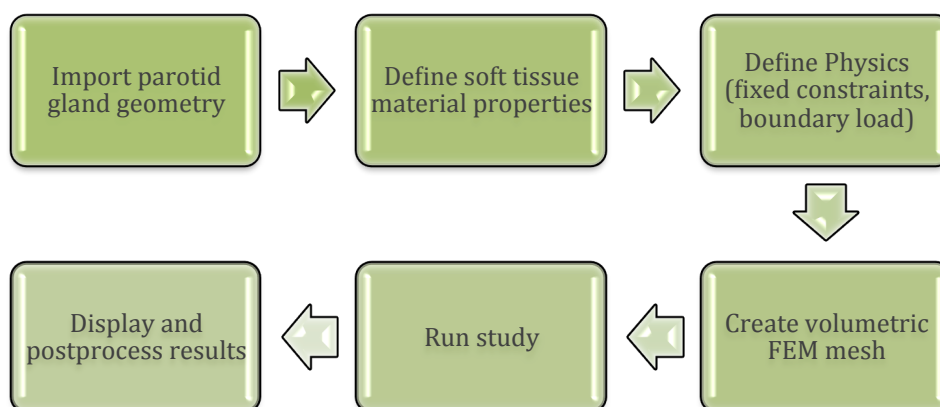 Import parotid
gland geometry
Define soft tissue
material properties
Define Physics
(fixed constraints,
boundary load)
Create volumetric
FEM mesh
Run study
Display and
postprocess results